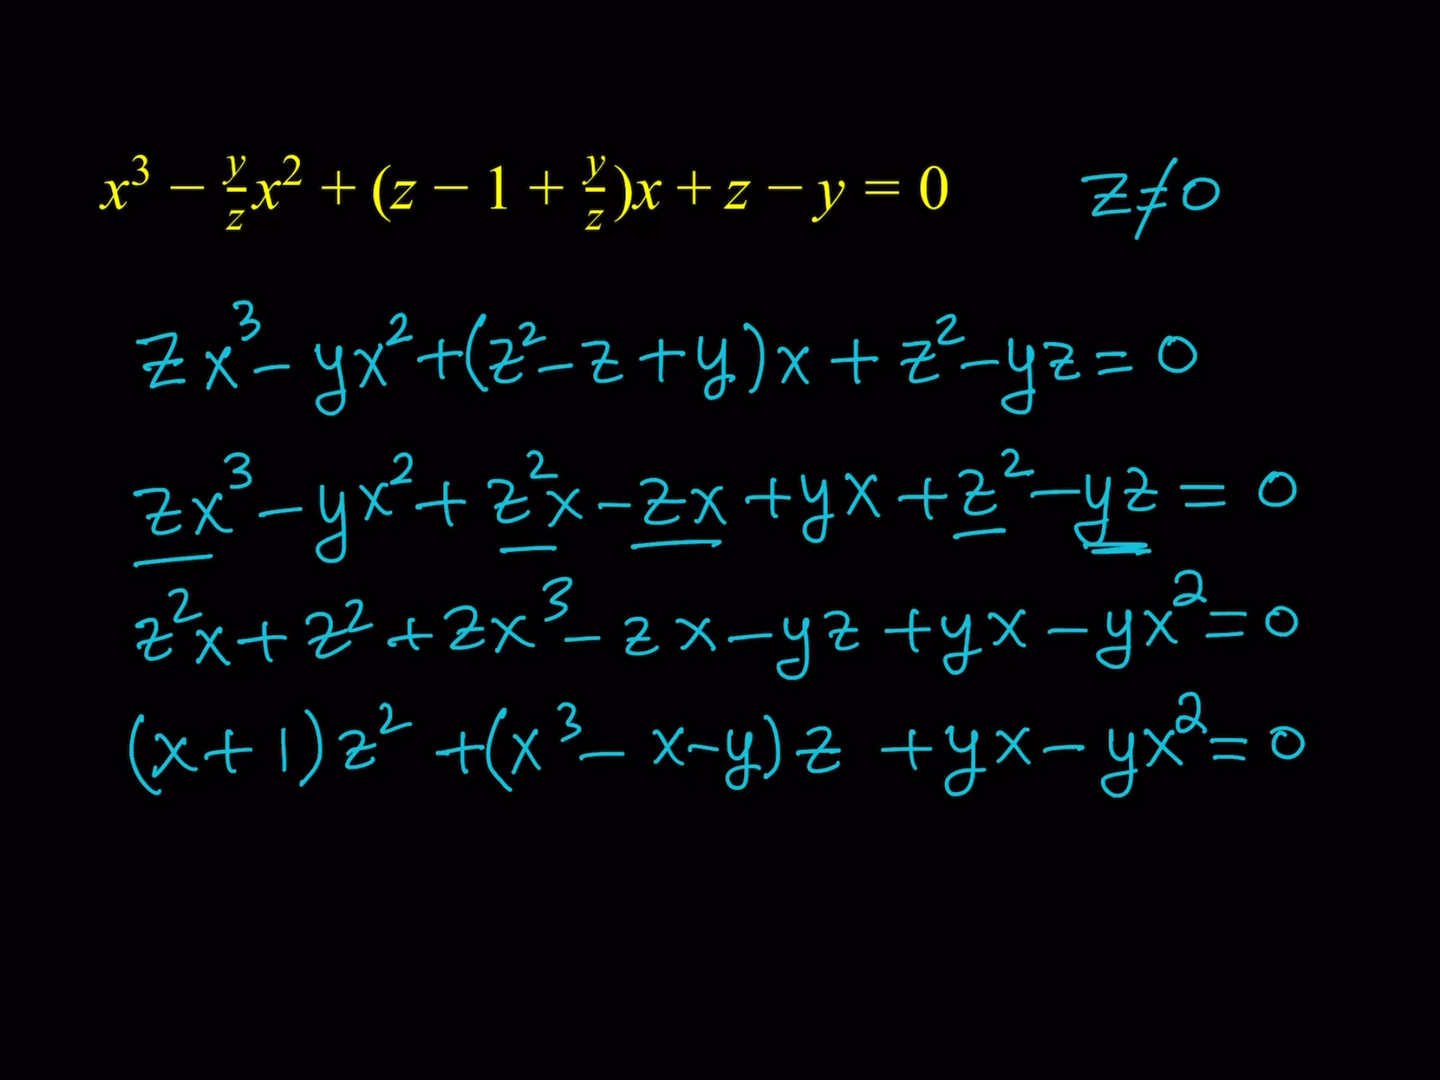 x³ − y/z x² + (z − 1 + y/z)x + z − y = 0 z≠0
zx³ − yx² + (z² − z + y)x + z² − yz = 0
zx³ − yx² + z²x − zx + yx + z² − yz = 0
z²x + z² + zx³ − zx − yz + yx − yx² = 0
(x + 1)z² + (x³ − x − y)z + yx − yx² = 0